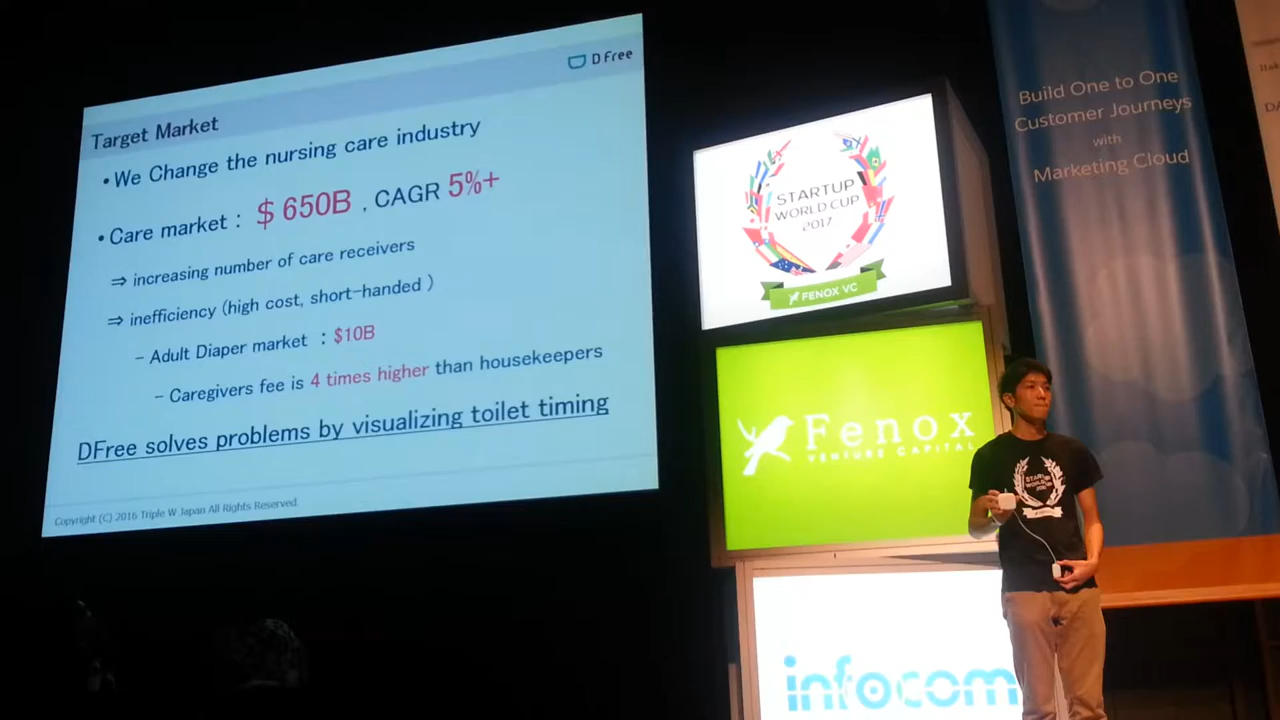 D Free
Target Market
•We Change the nursing care industry
•Care market : $ 650B , CAGR 5%+
⇒ increasing number of care receivers
⇒ inefficiency (high cost, short-handed )
– Adult Diaper market : $10B
– Caregivers fee is 4 times higher than housekeepers
DFree solves problems by visualizing toilet timing
Copyright (C) 2016 Triple W Japan All Rights Reserved.
STARTUP
WORLD CUP
2017
FENOX VC
Fenox
VENTURE CAPITAL
infocom
Build One to One
Customer Journeys
with
Marketing Cloud